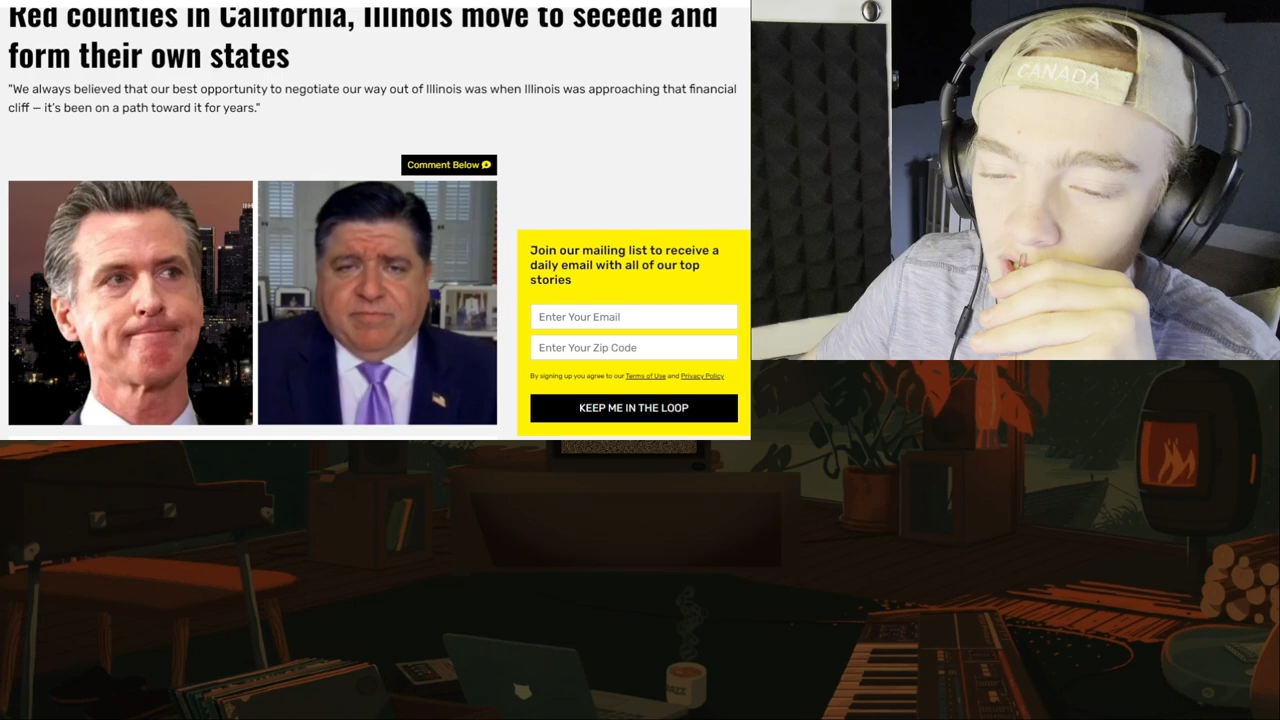 Red counties in California, Illinois move to secede and
form their own states
"We always believed that our best opportunity to negotiate our way out of Illinois was when Illinois was approaching that financial
cliff — it's been on a path toward it for years."
Comment Below
Join our mailing list to receive a
daily email with all of our top
stories
Enter Your Email
Enter Your Zip Code
By signing up you agree to our Terms of Use and Privacy Policy
KEEP ME IN THE LOOP
CANADA
JAZZ